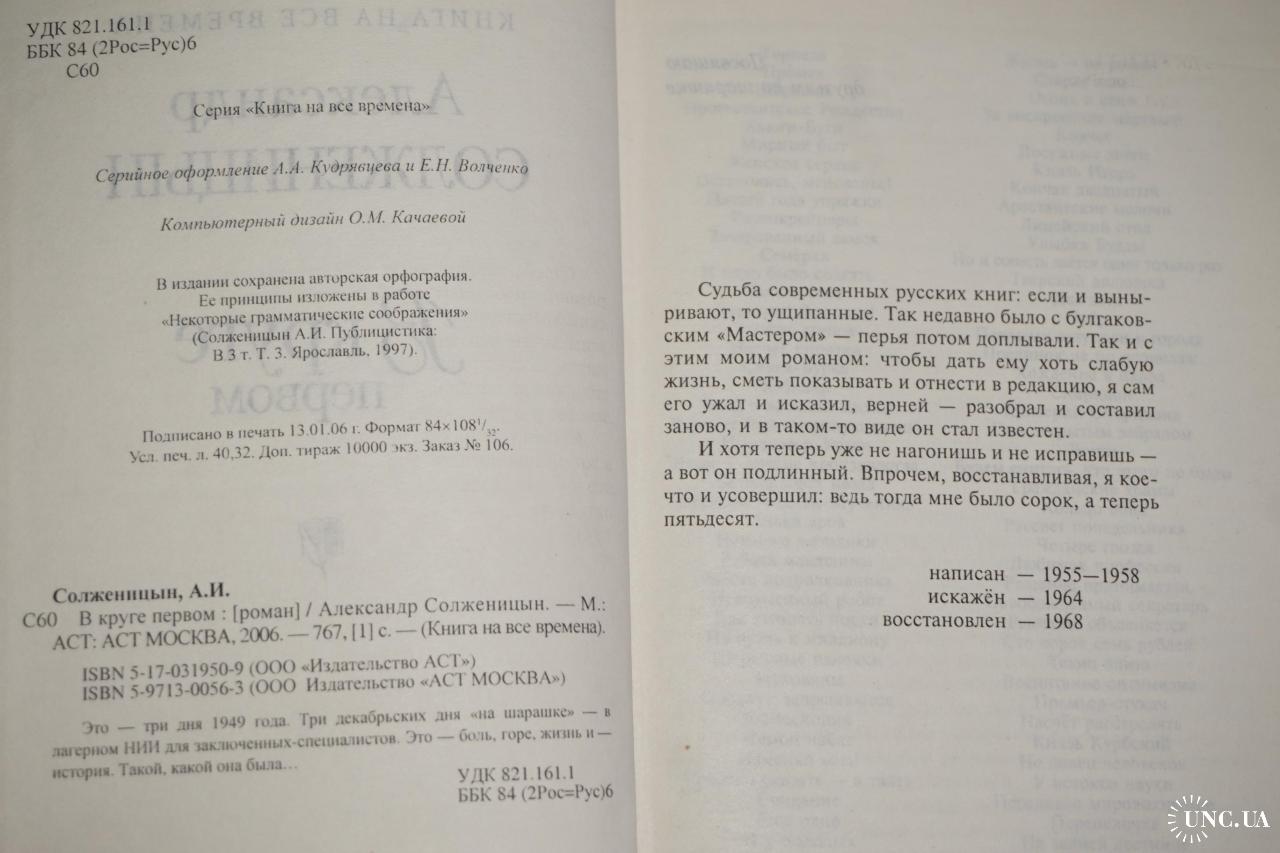 УДК 821.161.1
ББК 84 (2Рос=Рус)6
С60
Серия «Книга на все времена»
Серийное оформление А.А. Кудрявцева и Е.Н. Волченко
Компьютерный дизайн О.М. Качаевой
В издании сохранена авторская орфография.
Ее принципы изложены в работе
«Некоторые грамматические соображения»
(Солженицын А.И. Публицистика:
В 3 т. Т. 3. Ярославль, 1997).
Подписано в печать 13.01.06 г. Формат 84×108¹/₃₂.
Усл. печ. л. 40,32. Доп. тираж 10000 экз. Заказ № 106.
Солженицын, А.И.
С60 В круге первом : [роман] / Александр Солженицын. — М.:
АСТ: АСТ МОСКВА, 2006. — 767, [1] с. — (Книга на все времена).
ISBN 5-17-031950-9 (ООО «Издательство АСТ»)
ISBN 5-9713-0056-3 (ООО Издательство «АСТ МОСКВА»)
Это — три дня 1949 года. Три декабрьских дня «на шарашке» — в
лагерном НИИ для заключенных-специалистов. Это — боль, горе, жизнь и —
история. Такой, какой она была...
УДК 821.161.1
ББК 84 (2Рос=Рус)6
Судьба современных русских книг: если и выны-
ривают, то ущипанные. Так недавно было с булгаков-
ским «Мастером» — перья потом доплывали. Так и с
этим моим романом: чтобы дать ему хоть слабую
жизнь, сметь показывать и отнести в редакцию, я сам
его ужал и исказил, верней — разобрал и составил
заново, и в таком-то виде он стал известен.
И хотя теперь уже не нагонишь и не исправишь —
а вот он подлинный. Впрочем, восстанавливая, я кое-
что и усовершил: ведь тогда мне было сорок, а теперь
пятьдесят.
написан — 1955—1958
искажён — 1964
восстановлен — 1968
UNC.UA